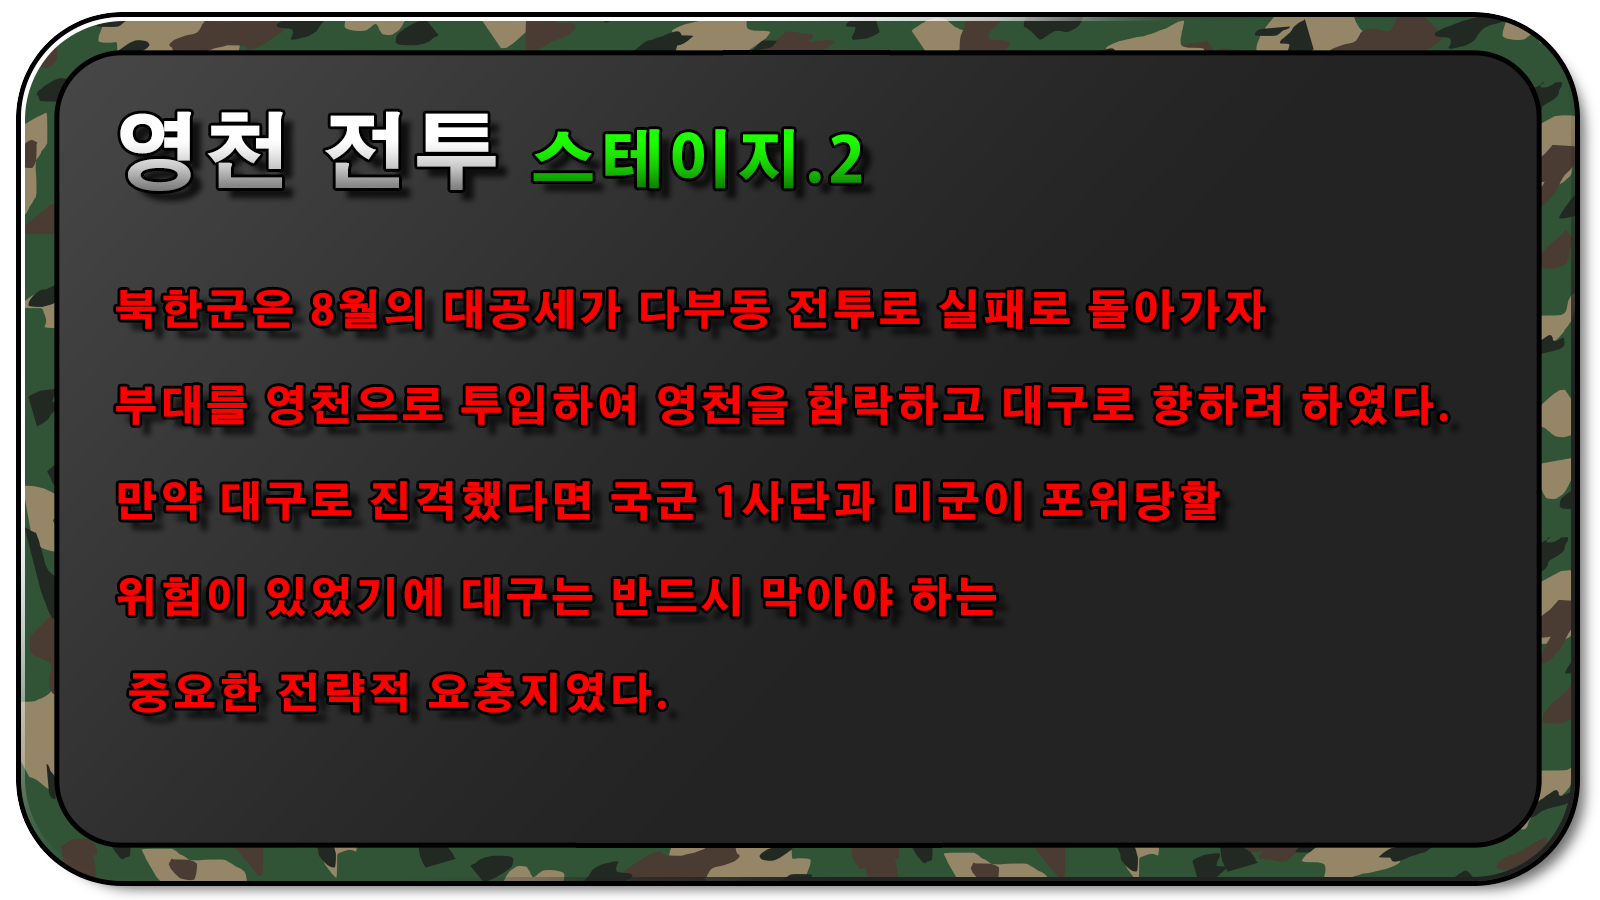 영천 전투 스테이지.2
북한군은 8월의 대공세가 다부동 전투로 실패로 돌아가자
부대를 영천으로 투입하여 영천을 함락하고 대구로 향하려 하였다.
만약 대구로 진격했다면 국군 1사단과 미군이 포위당할
위험이 있었기에 대구는 반드시 막아야 하는
중요한 전략적 요충지였다.